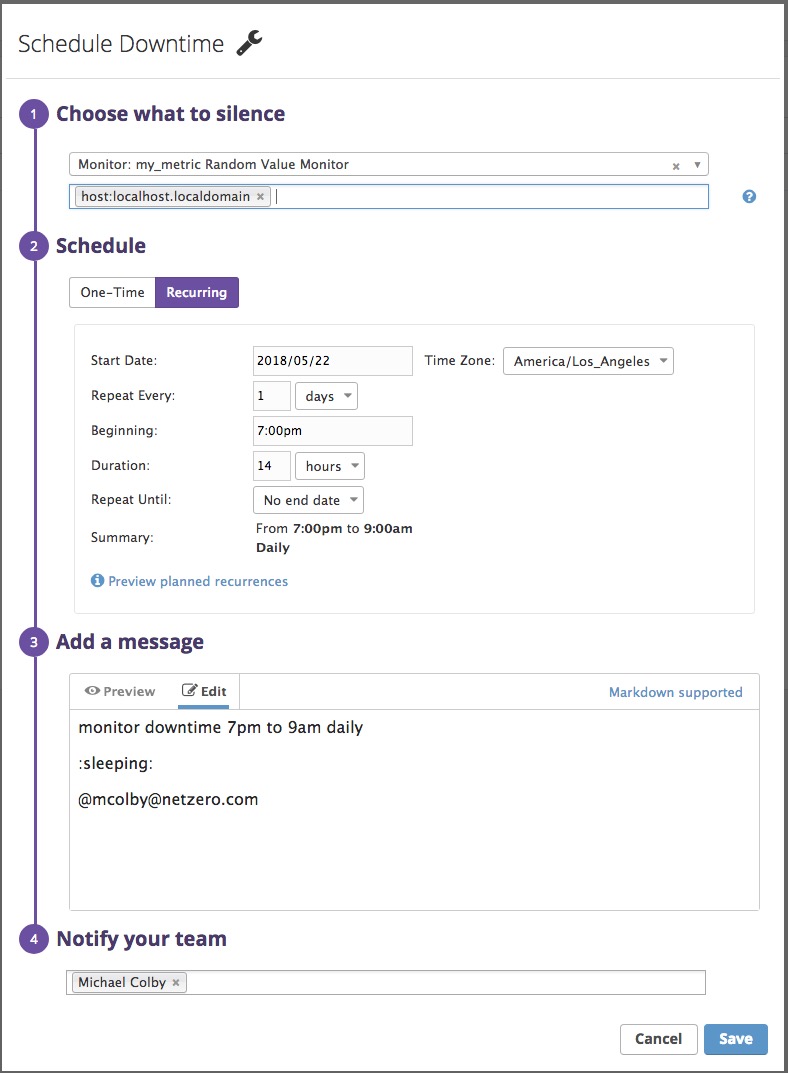 Schedule Downtime
1 Choose what to silence
Monitor: my_metric Random Value Monitor × ▼
host:localhost.localdomain × ?
2 Schedule
One-Time Recurring
Start Date: 2018/05/22 Time Zone: America/Los_Angeles
Repeat Every: 1 days
Beginning: 7:00pm
Duration: 14 hours
Repeat Until: No end date
Summary: From 7:00pm to 9:00am
Daily
Preview planned recurrences
3 Add a message
Preview Edit Markdown supported
monitor downtime 7pm to 9am daily
:sleeping:
@mcolby@netzero.com
4 Notify your team
Michael Colby ×
Cancel Save